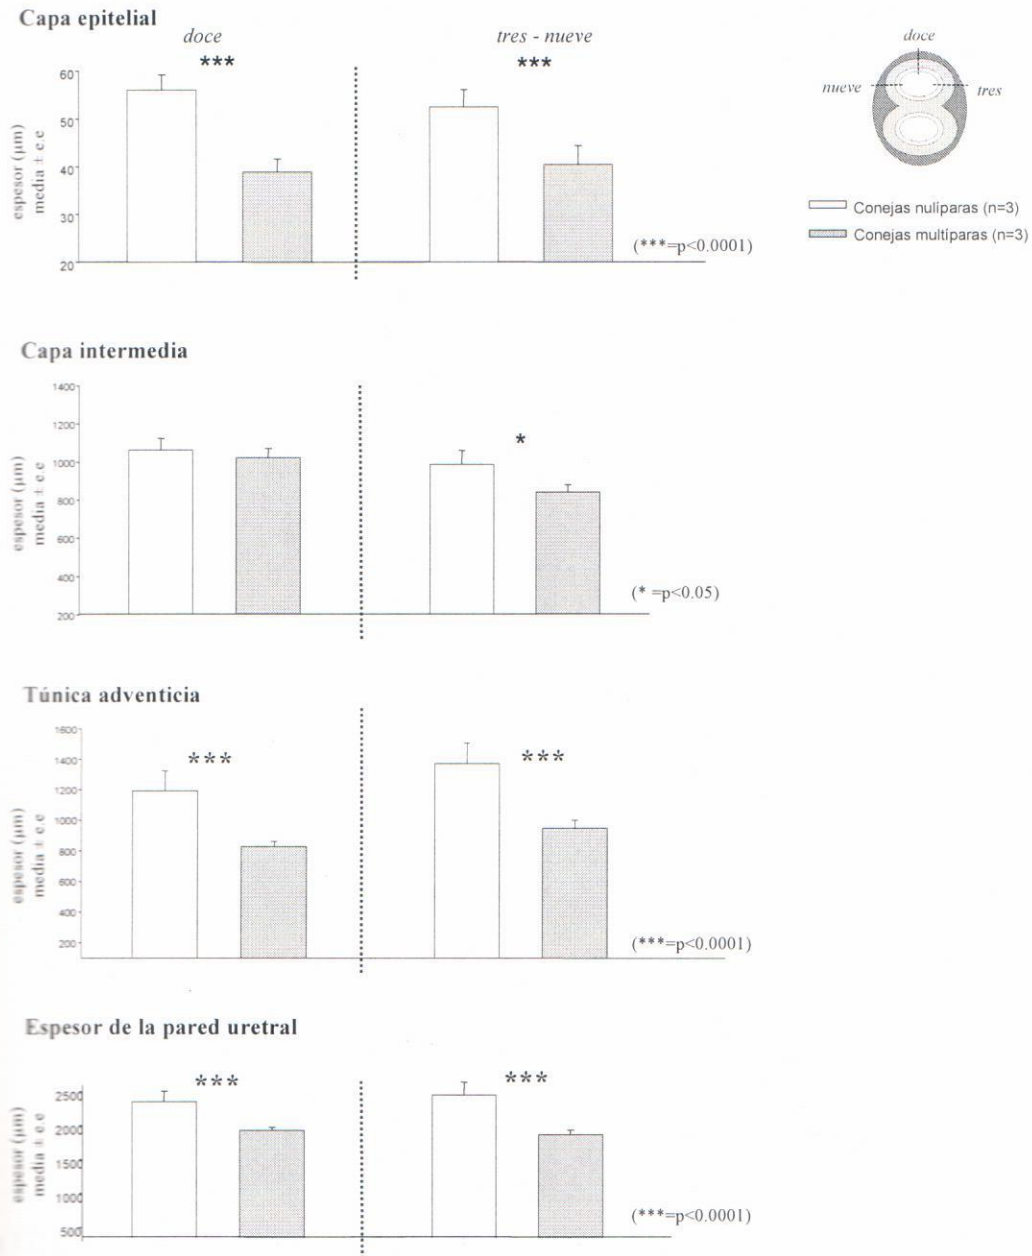 Capa epitelial
doce
tres - nueve
***
***
60
50
40
30
20
espesor (µm)
media ± e.e
(***=p<0.0001)
doce
nueve
tres
Conejas nulíparas (n=3)
Conejas multíparas (n=3)
Capa intermedia
1400
1200
1000
800
600
400
200
espesor (µm)
media ± e.e
*
(* =p<0.05)
Túnica adventicia
1600
1400
1200
1000
800
600
400
200
espesor (µm)
media ± e.e
***
***
(***=p<0.0001)
Espesor de la pared uretral
2500
2000
1500
1000
500
espesor (µm)
media ± e.e
***
***
(***=p<0.0001)